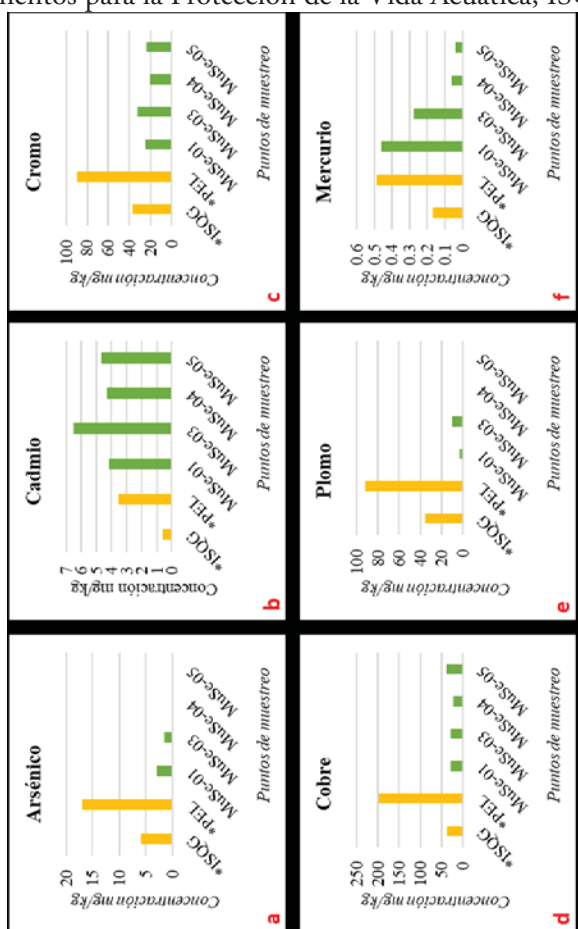 mentos para la Protección de la Vida Acuática, ISQ
Arsénico
Concentración mg/kg
20
15
10
5
0
*ISQG
*PEL
MuSe-01
MuSe-03
MuSe-04
MuSe-05
Puntos de muestreo
a
Cadmio
Concentración mg/kg
7
6
5
4
3
2
1
0
*ISQG
*PEL
MuSe-01
MuSe-03
MuSe-04
MuSe-05
Puntos de muestreo
b
Cromo
Concentración mg/kg
100
80
60
40
20
0
*ISQG
*PEL
MuSe-01
MuSe-03
MuSe-04
MuSe-05
Puntos de muestreo
c
Cobre
Concentración mg/kg
250
200
150
100
50
0
*ISQG
*PEL
MuSe-01
MuSe-03
MuSe-04
MuSe-05
Puntos de muestreo
d
Plomo
Concentración mg/kg
100
80
60
40
20
0
*ISQG
*PEL
MuSe-01
MuSe-03
MuSe-04
MuSe-05
Puntos de muestreo
e
Mercurio
Concentración mg/kg
0.6
0.5
0.4
0.3
0.2
0.1
0
*ISQG
*PEL
MuSe-01
MuSe-03
MuSe-04
MuSe-05
Puntos de muestreo
f